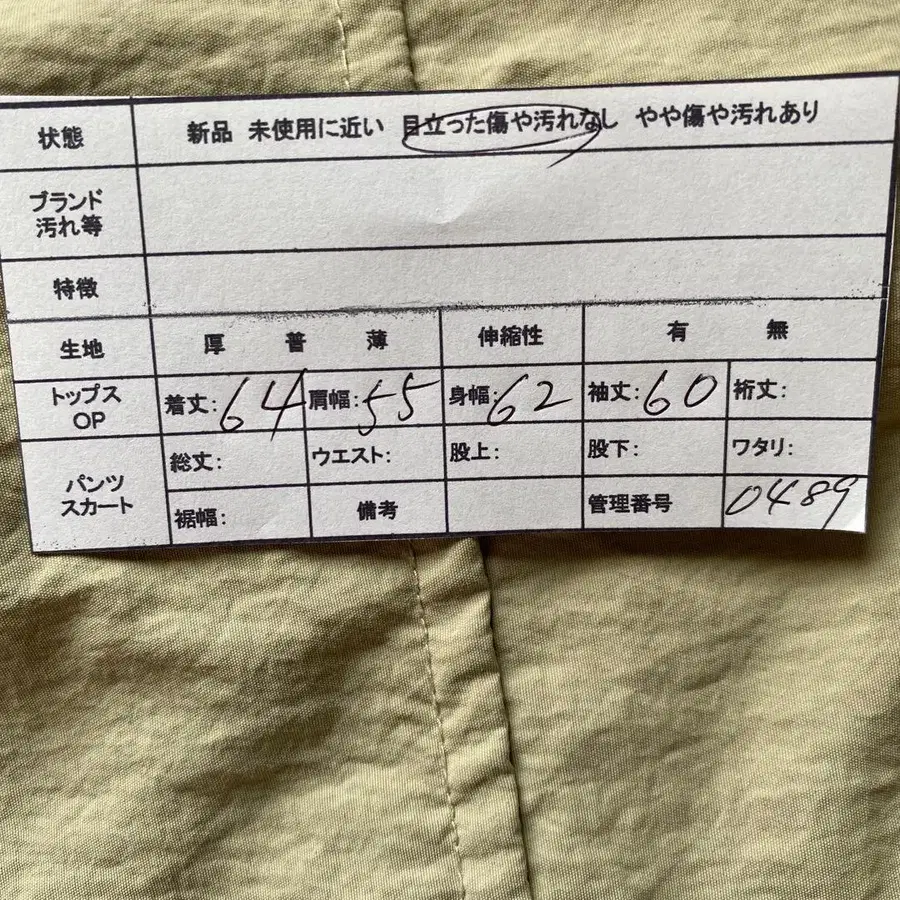 状態 新品 未使用に近い 目立った傷や汚れなし やや傷や汚れあり
ブランド
汚れ等
特徴
生地 厚 普 薄 伸縮性 有 無
トップス
OP
着丈: 64 肩幅: 55 身幅: 62 袖丈: 60 裄丈:
パンツ
スカート
総丈: ウエスト: 股上: 股下: ワタリ:
裾幅: 備考 管理番号 0489